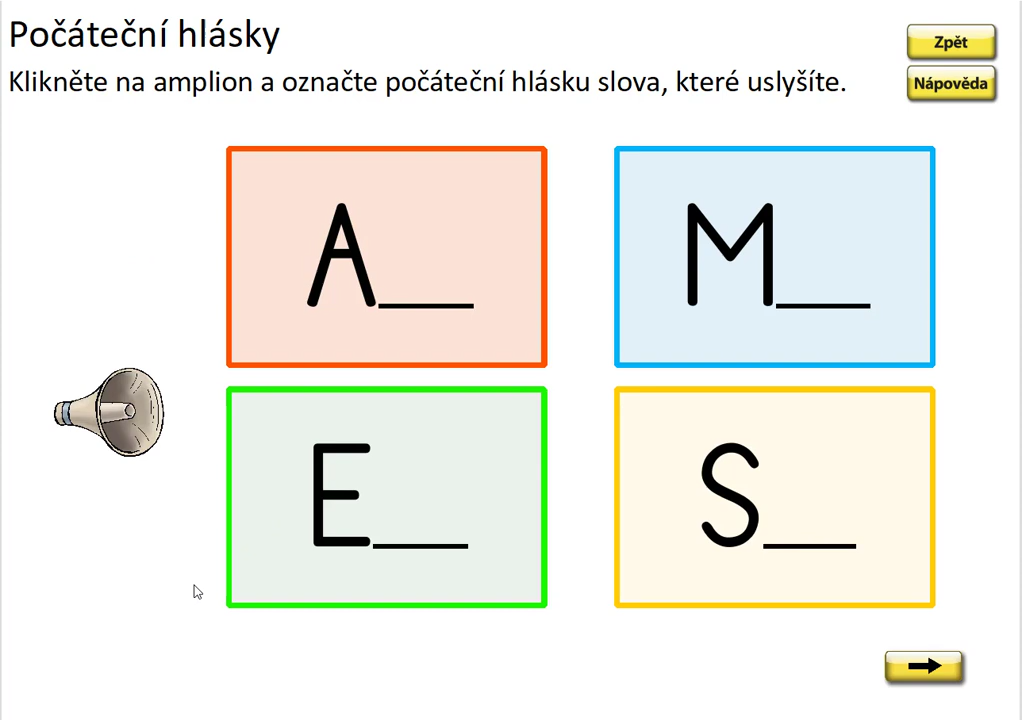 Počáteční hlásky
Klikněte na amplion a označte počáteční hlásku slova, které uslyšíte.
Zpět
Nápověda
A__
M__
E__
S__